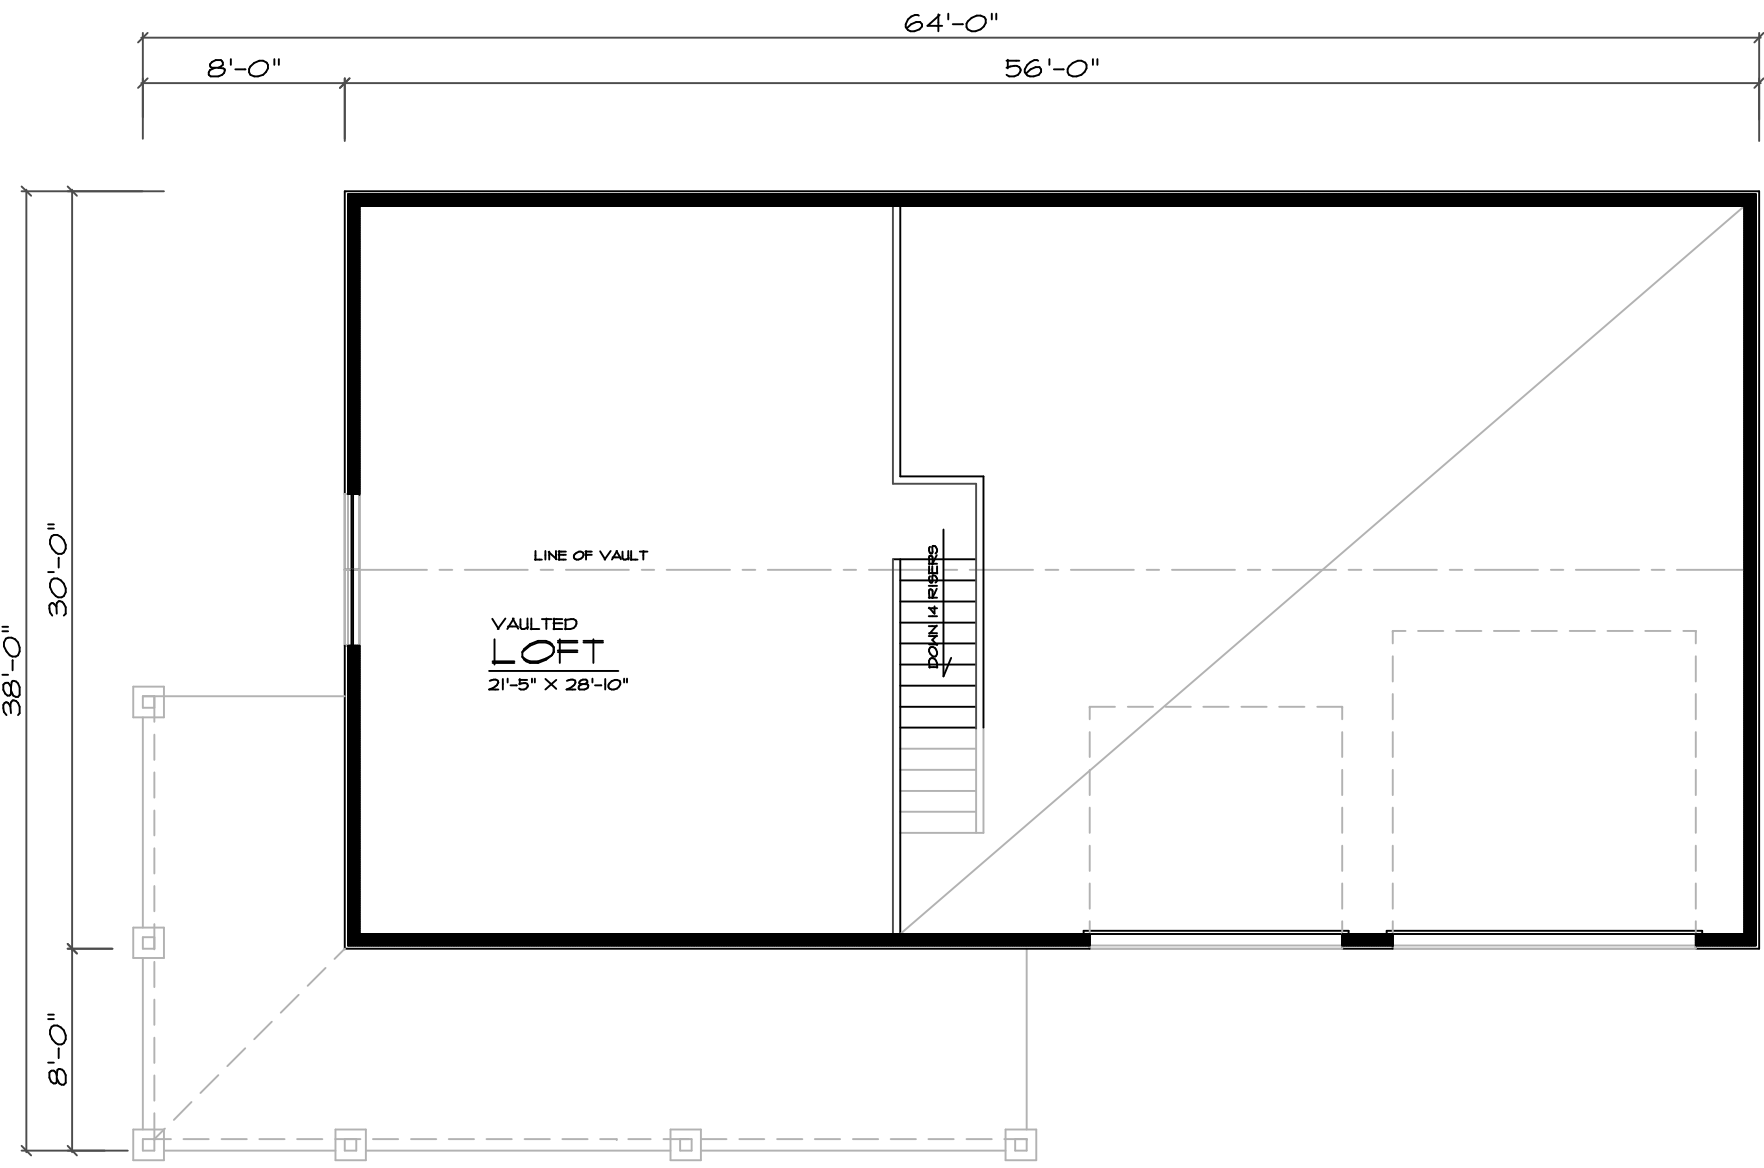 64'-0"
8'-0"
56'-0"
38'-0"
30'-0"
8'-0"
LINE OF VAULT
DOWN 14 RISERS
VAULTED
LOFT
21'-5" X 28'-10"